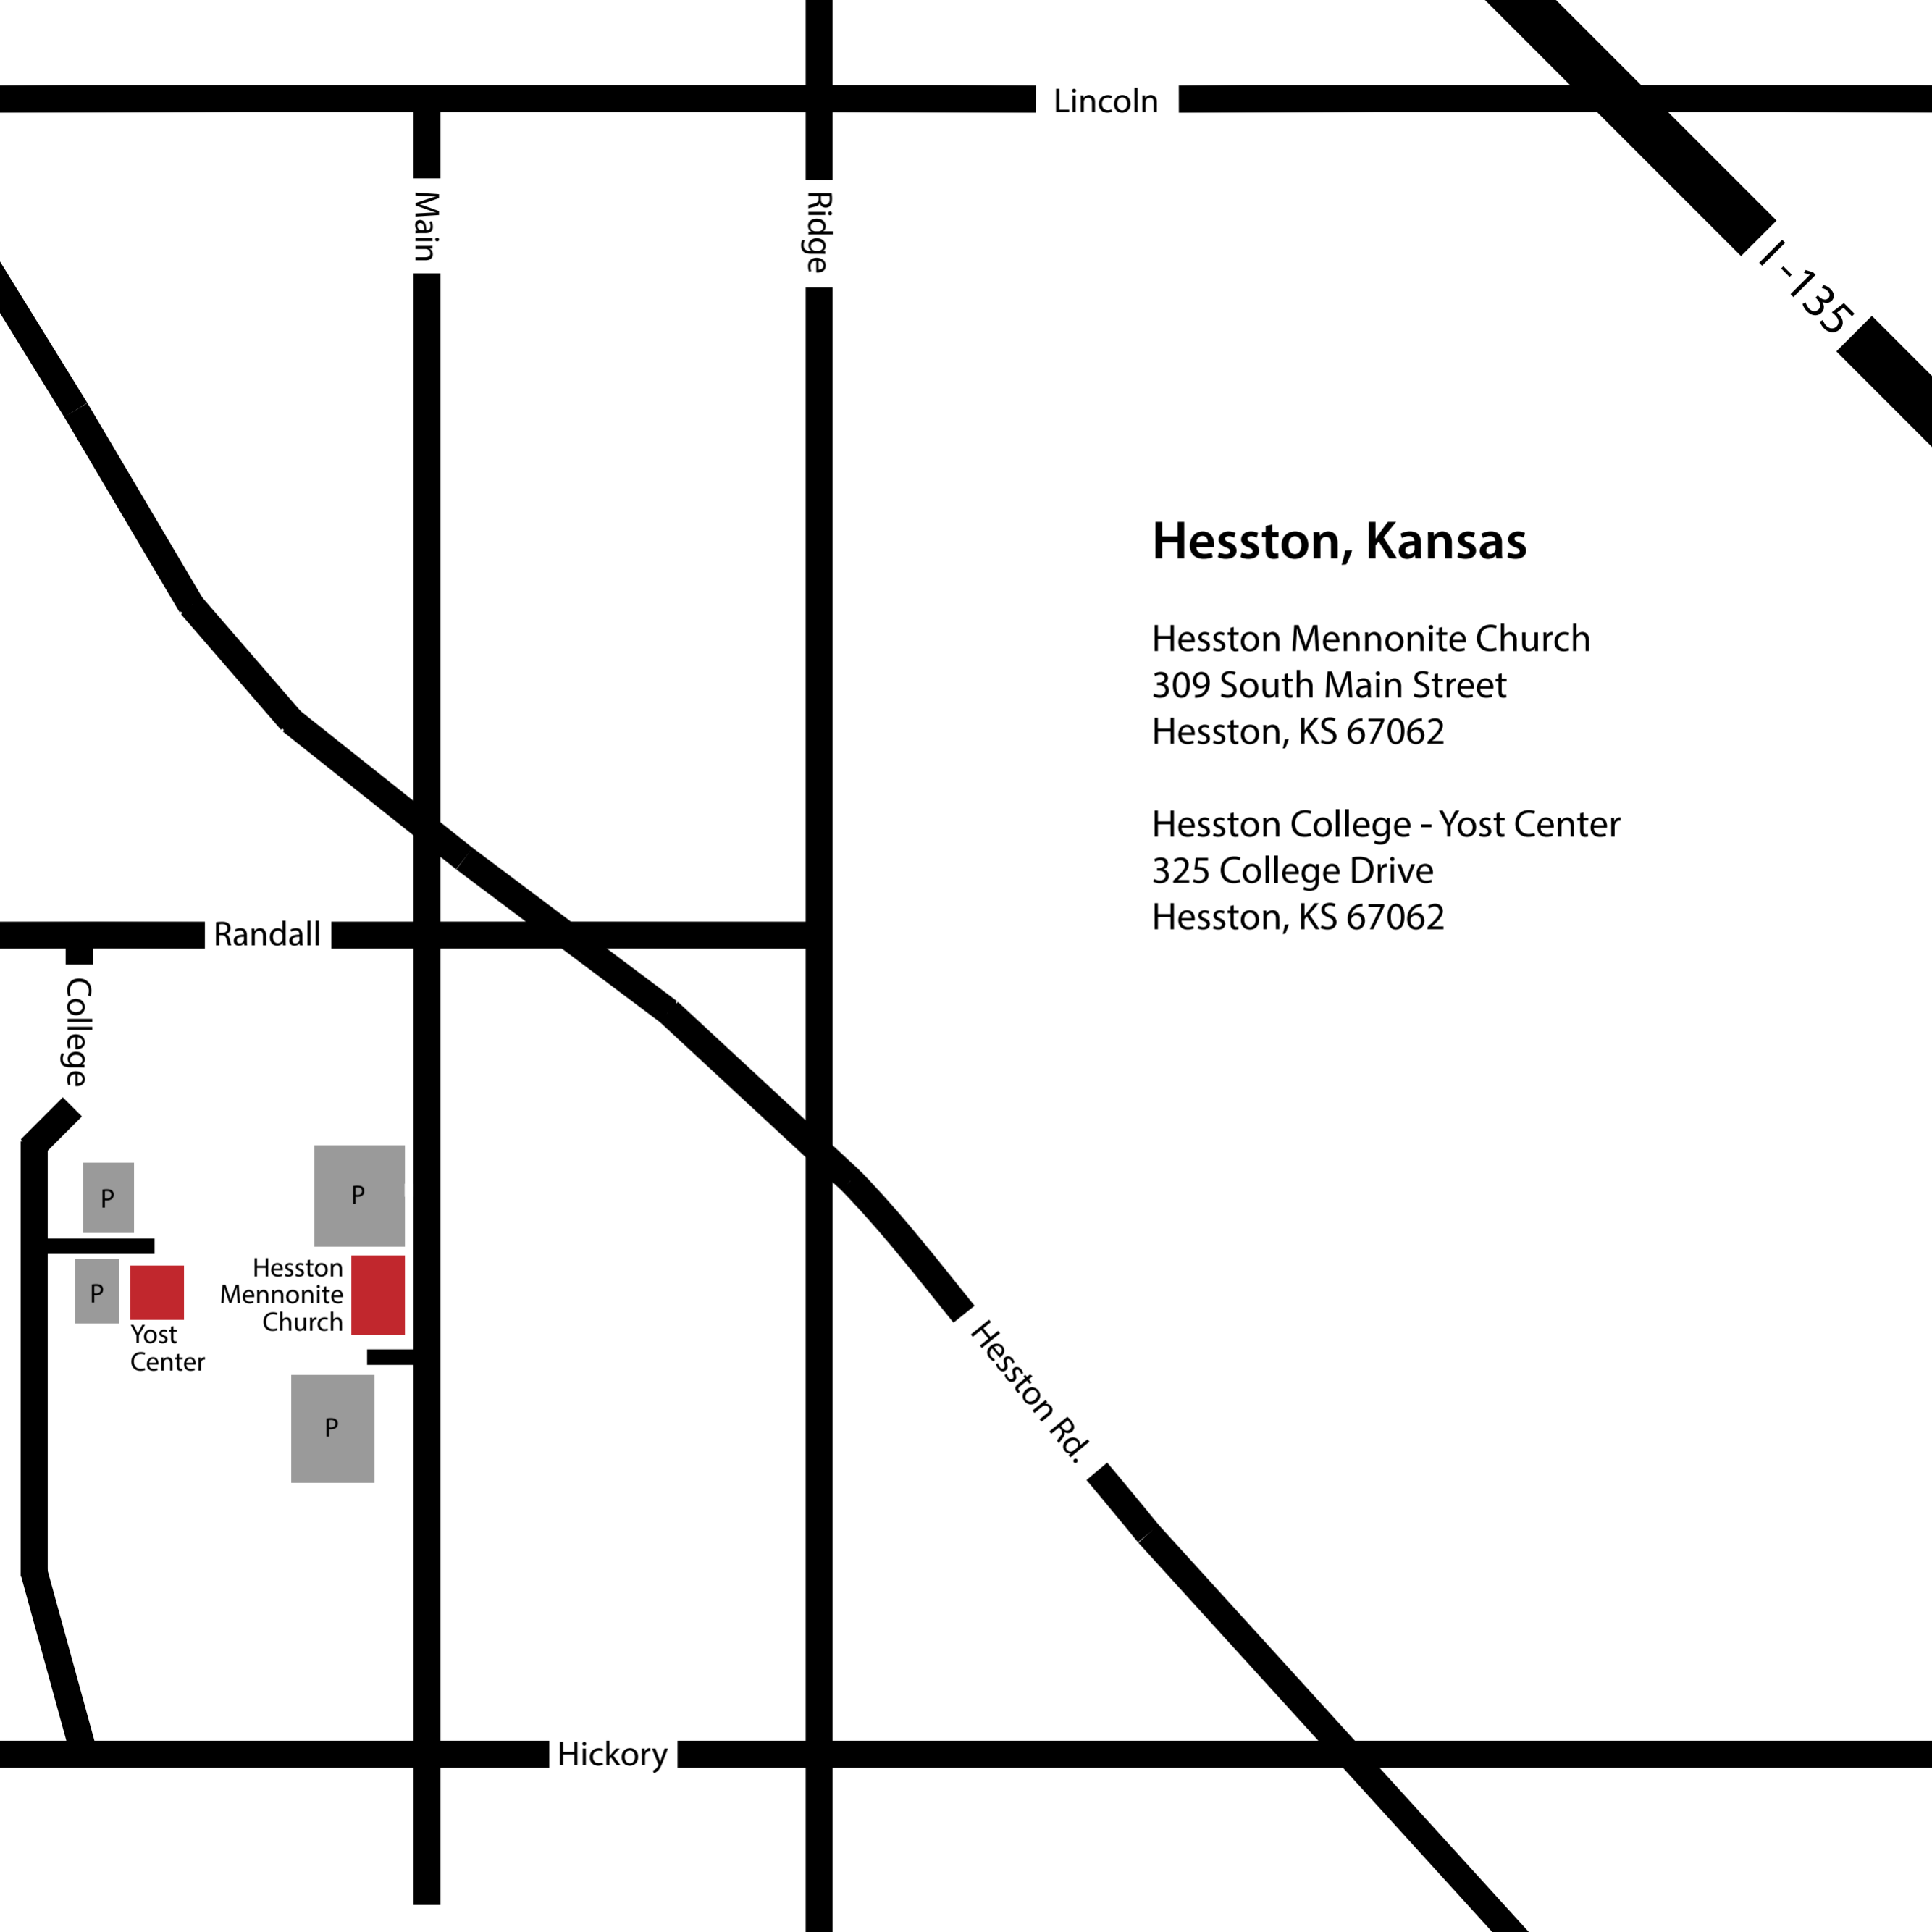 Lincoln
Main
Ridge
I -135
Hesston, Kansas
Hesston Mennonite Church
309 South Main Street
Hesston, KS 67062
Hesston College - Yost Center
325 College Drive
Hesston, KS 67062
Randall
College
P
P
P
Hesston
Mennonite
Church
Yost
Center
P
Hesston Rd.
Hickory